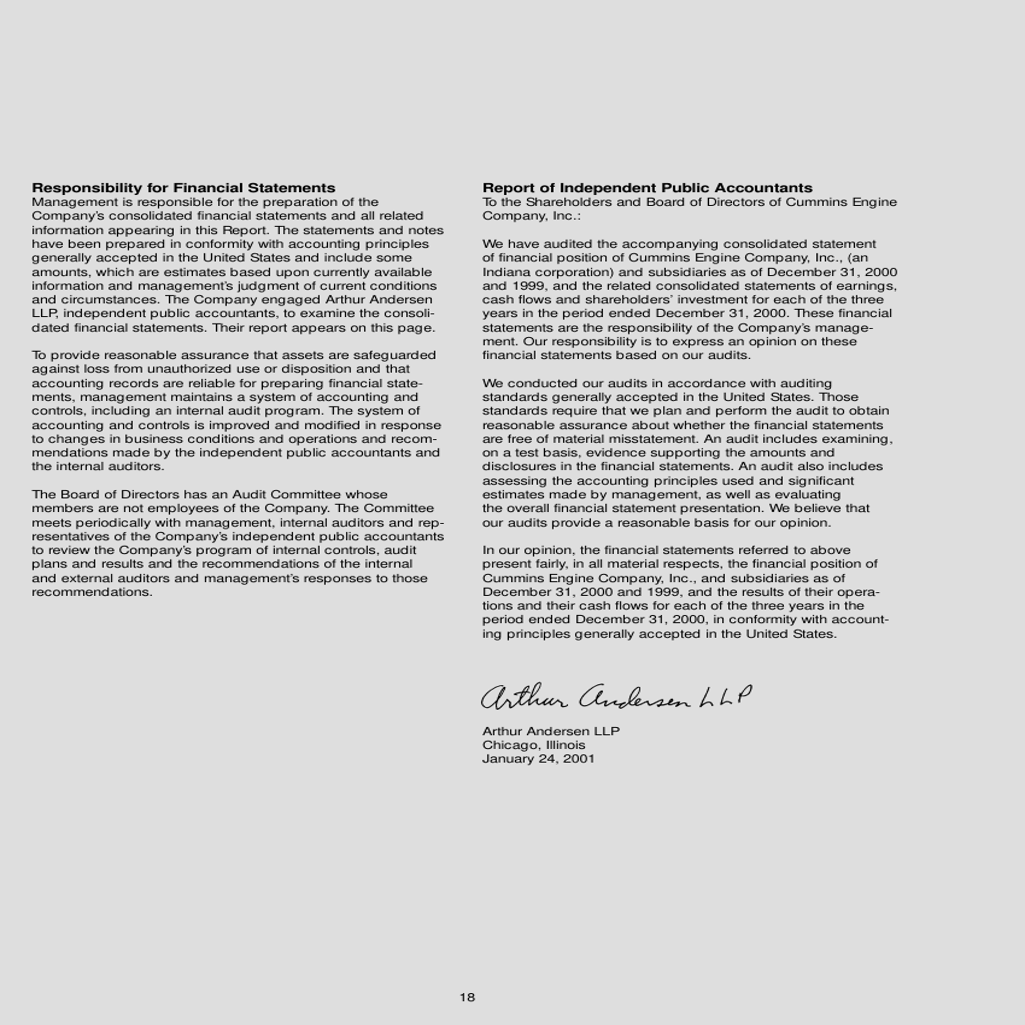 Responsibility for Financial Statements
Management is responsible for the preparation of the
Company's consolidated financial statements and all related
information appearing in this Report. The statements and notes
have been prepared in conformity with accounting principles
generally accepted in the United States and include some
amounts, which are estimates based upon currently available
information and management's judgment of current conditions
and circumstances. The Company engaged Arthur Andersen
LLP, independent public accountants, to examine the consoli-
dated financial statements. Their report appears on this page.

To provide reasonable assurance that assets are safeguarded
against loss from unauthorized use or disposition and that
accounting records are reliable for preparing financial state-
ments, management maintains a system of accounting and
controls, including an internal audit program. The system of
accounting and controls is improved and modified in response
to changes in business conditions and operations and recom-
mendations made by the independent public accountants and
the internal auditors.

The Board of Directors has an Audit Committee whose
members are not employees of the Company. The Committee
meets periodically with management, internal auditors and rep-
resentatives of the Company's independent public accountants
to review the Company's program of internal controls, audit
plans and results and the recommendations of the internal
and external auditors and management's responses to those
recommendations.

Report of Independent Public Accountants
To the Shareholders and Board of Directors of Cummins Engine
Company, Inc.:

We have audited the accompanying consolidated statement
of financial position of Cummins Engine Company, Inc., (an
Indiana corporation) and subsidiaries as of December 31, 2000
and 1999, and the related consolidated statements of earnings,
cash flows and shareholders' investment for each of the three
years in the period ended December 31, 2000. These financial
statements are the responsibility of the Company's manage-
ment. Our responsibility is to express an opinion on these
financial statements based on our audits.

We conducted our audits in accordance with auditing
standards generally accepted in the United States. Those
standards require that we plan and perform the audit to obtain
reasonable assurance about whether the financial statements
are free of material misstatement. An audit includes examining,
on a test basis, evidence supporting the amounts and
disclosures in the financial statements. An audit also includes
assessing the accounting principles used and significant
estimates made by management, as well as evaluating
the overall financial statement presentation. We believe that
our audits provide a reasonable basis for our opinion.

In our opinion, the financial statements referred to above
present fairly, in all material respects, the financial position of
Cummins Engine Company, Inc., and subsidiaries as of
December 31, 2000 and 1999, and the results of their opera-
tions and their cash flows for each of the three years in the
period ended December 31, 2000, in conformity with account-
ing principles generally accepted in the United States.

Arthur Andersen LLP

Arthur Andersen LLP
Chicago, Illinois
January 24, 2001

18